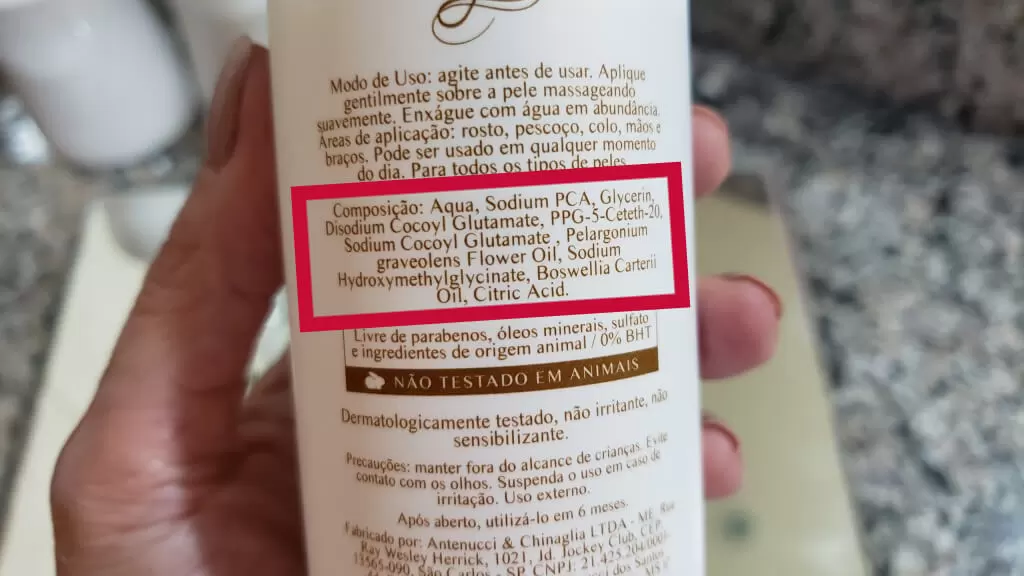 Modo de Uso: agite antes de usar. Aplique
gentilmente sobre a pele massageando
suavemente. Enxágue com água em abundância.
Áreas de aplicação: rosto, pescoço, colo, mãos e
braços. Pode ser usado em qualquer momento
do dia. Para todos os tipos de peles.
Composição: Aqua, Sodium PCA, Glycerin,
Disodium Cocoyl Glutamate, PPG-5-Ceteth-20,
Sodium Cocoyl Glutamate , Pelargonium
graveolens Flower Oil, Sodium
Hydroxymethylglycinate, Boswellia Carterii
Oil, Citric Acid.
Livre de parabenos, óleos minerais, sulfato
e ingredientes de origem animal / 0% BHT
NÃO TESTADO EM ANIMAIS
Dermatologicamente testado, não irritante, não
sensibilizante.
Precauções: manter fora do alcance de crianças. Evite
contato com os olhos. Suspenda o uso em caso de
irritação. Uso externo.
Após aberto, utilizá-lo em 6 meses.
Fabricado por: Antenucci & Chinaglia LTDA - ME Rua
Ray Wesley Herrick, 1021, Jd. Jockey Club, CEP
13565-090, São Carlos - SP CNPJ: 21.425.204/0001-